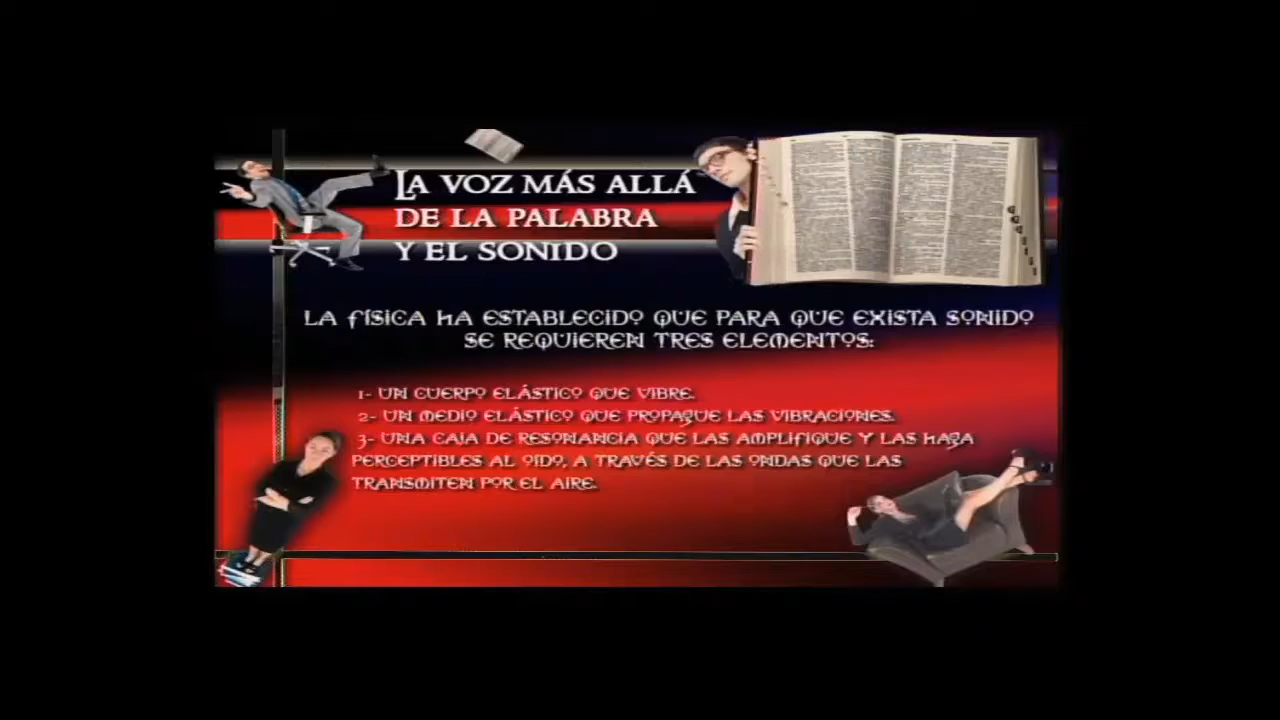 La voz más allá
de la palabra
y el sonido
La física ha establecido que para que exista sonido
se requieren tres elementos:
1- Un cuerpo elástico que vibre.
2- Un medio elástico que propague las vibraciones.
3- Una caja de resonancia que las amplifique y las haga
perceptibles al oído, a través de las ondas que las
transmiten por el aire.